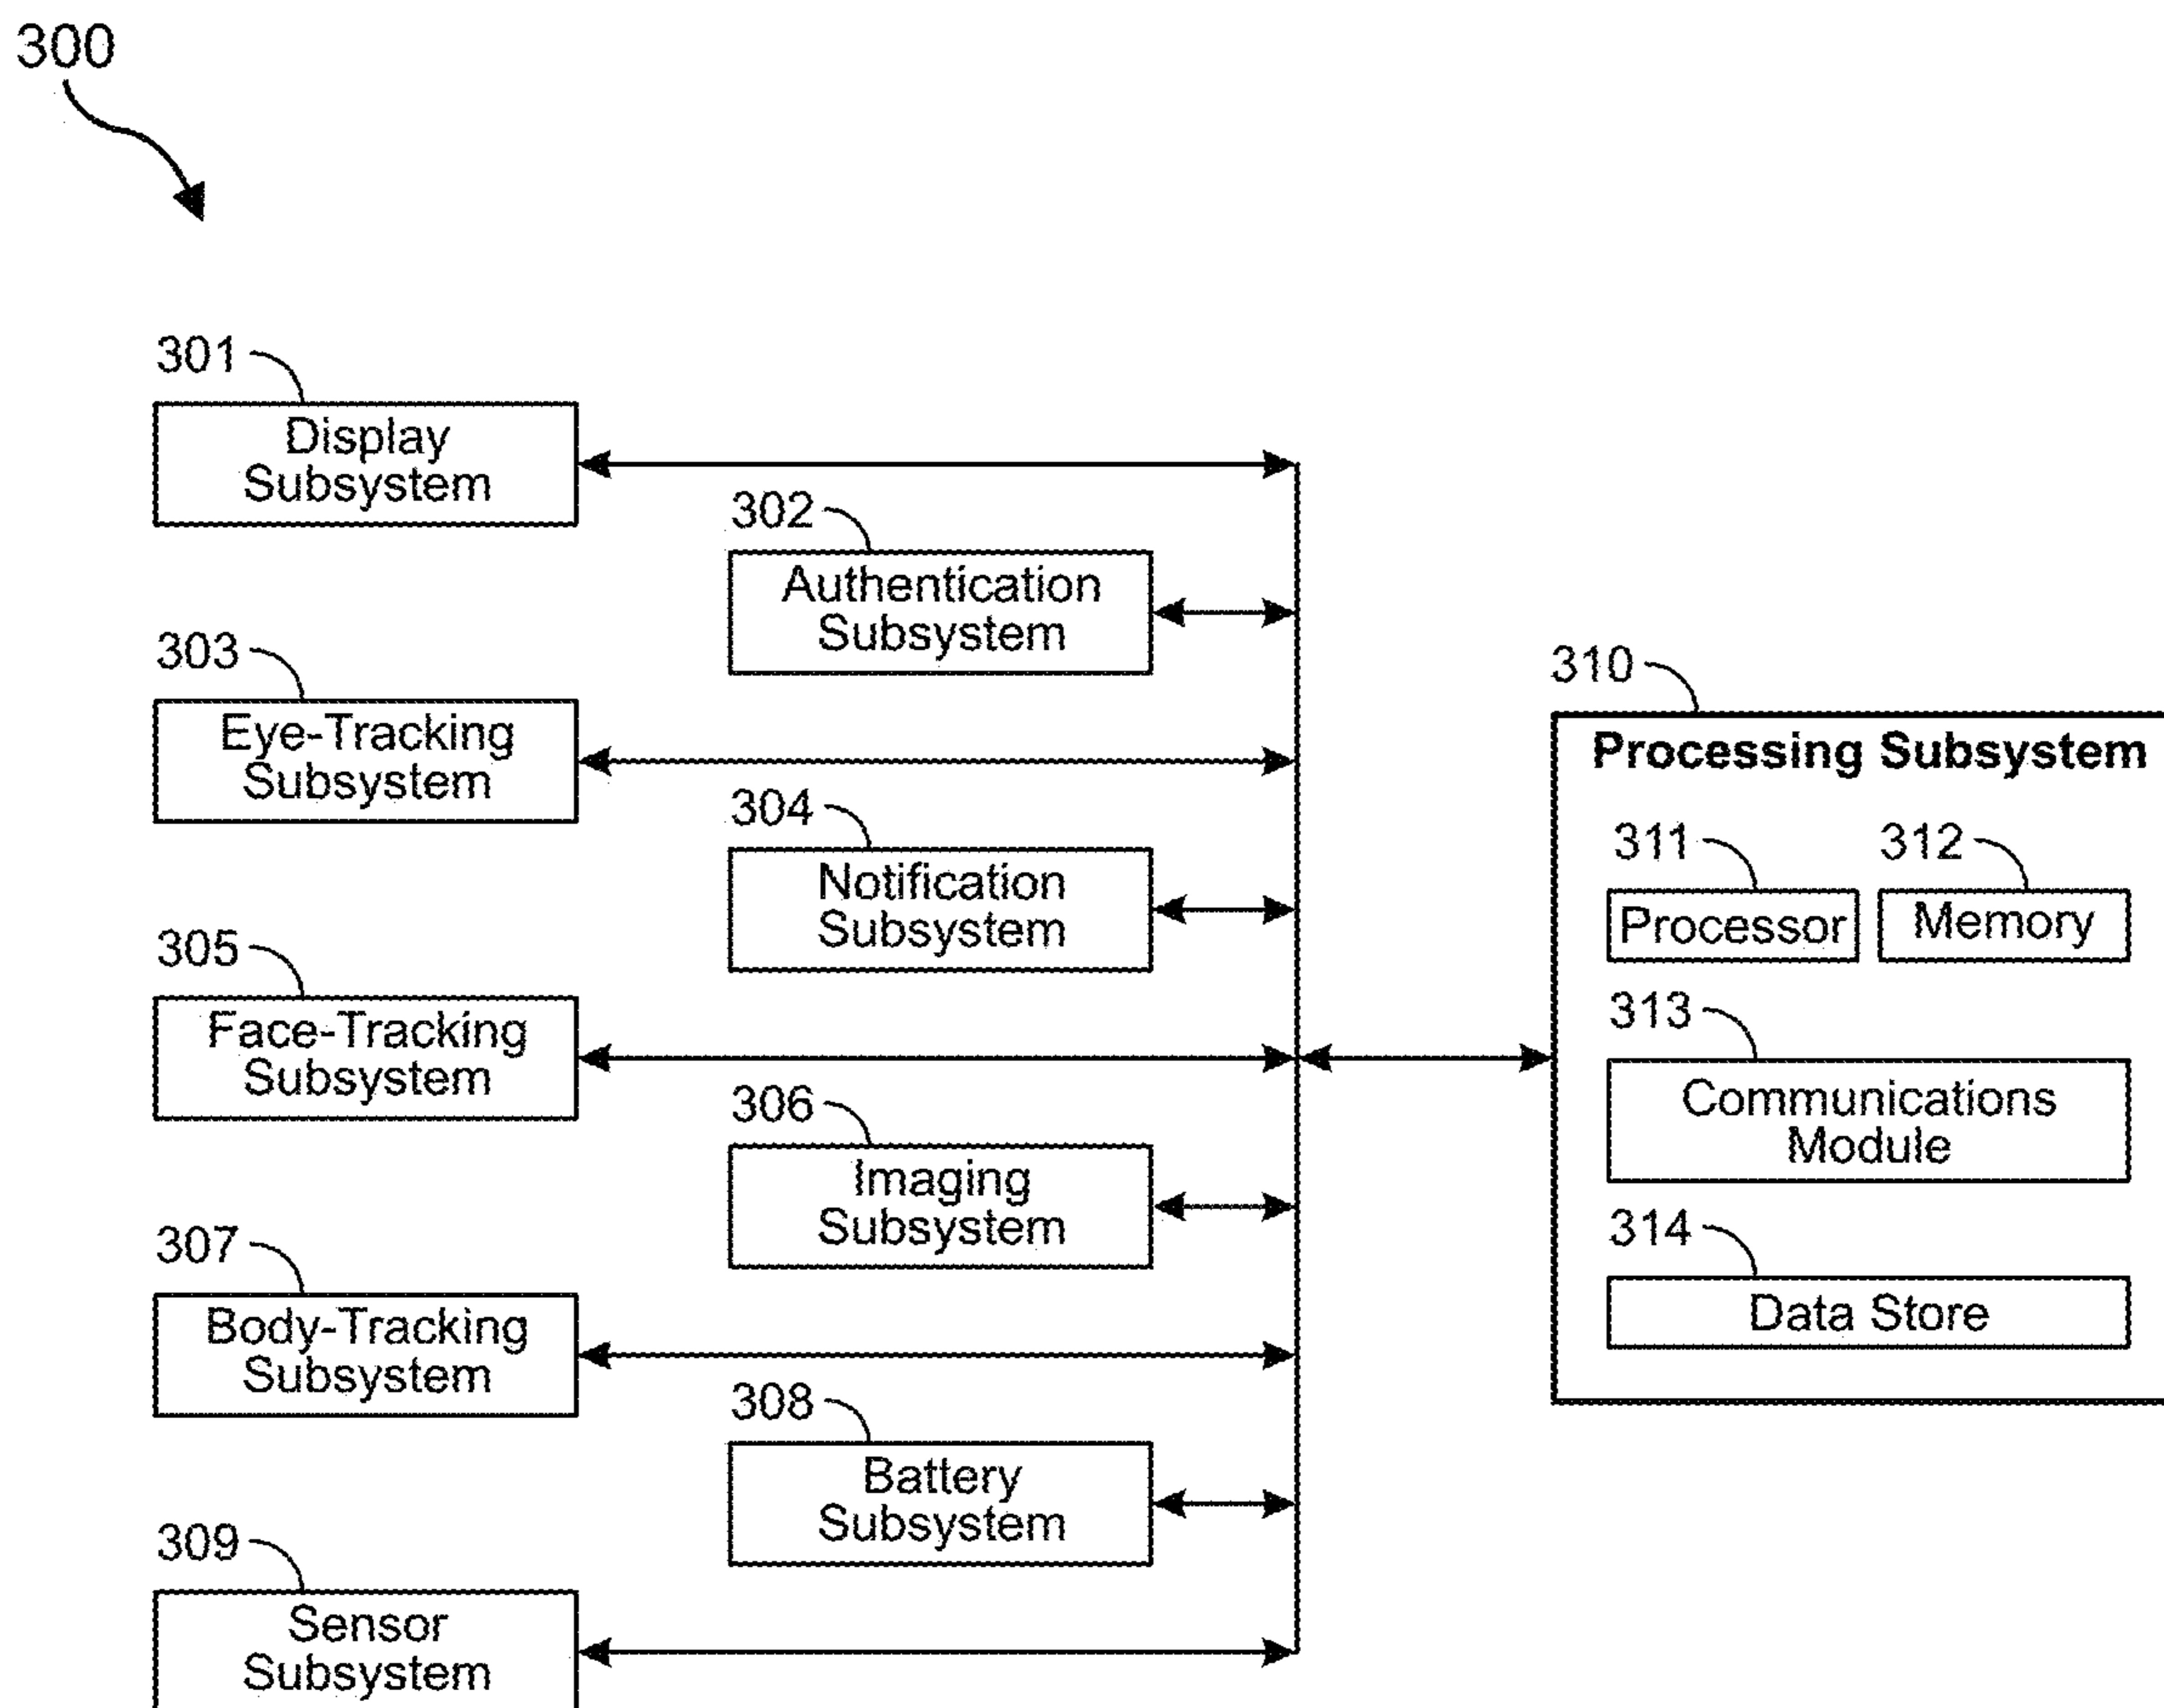 300
301
Display
Subsystem
302
Authentication
Subsystem
303
Eye-Tracking
Subsystem
304
Notification
Subsystem
305
Face-Tracking
Subsystem
306
Imaging
Subsystem
307
Body-Tracking
Subsystem
308
Battery
Subsystem
309
Sensor
Subsystem
310
Processing Subsystem
311
Processor
312
Memory
313
Communications
Module
314
Data Store